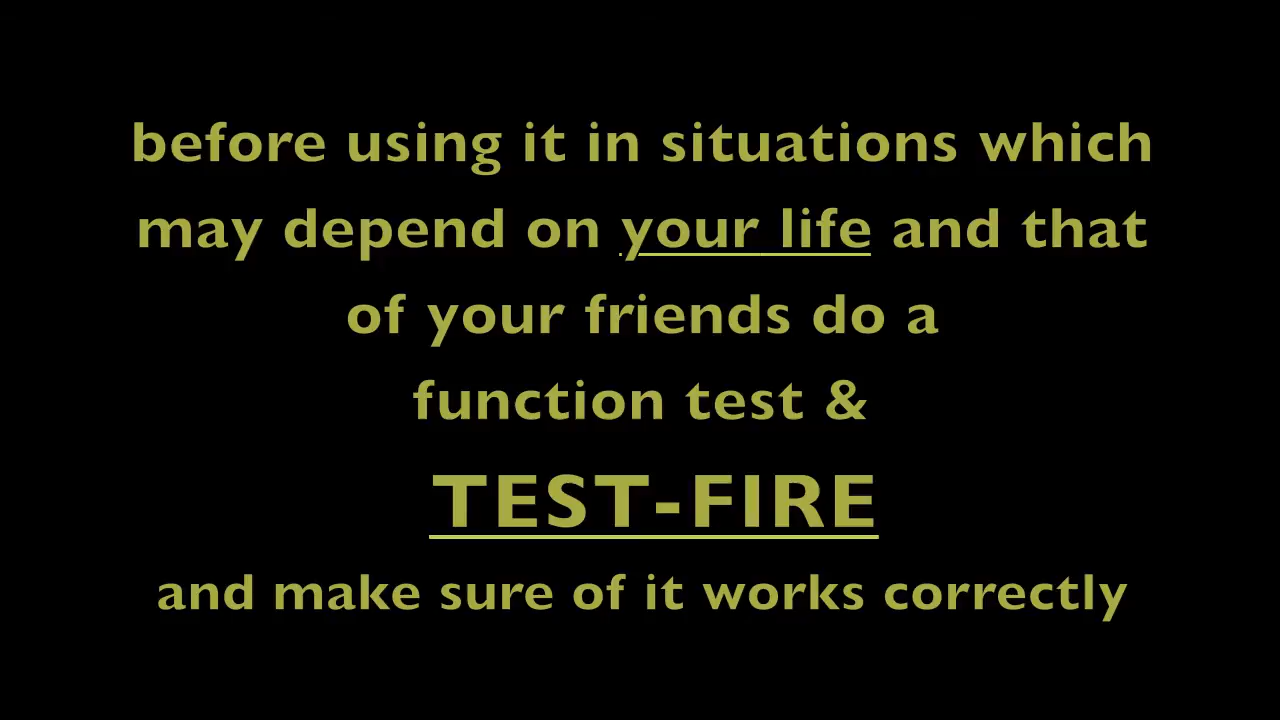 before using it in situations which
may depend on your life and that
of your friends do a
function test &
TEST-FIRE
and make sure of it works correctly